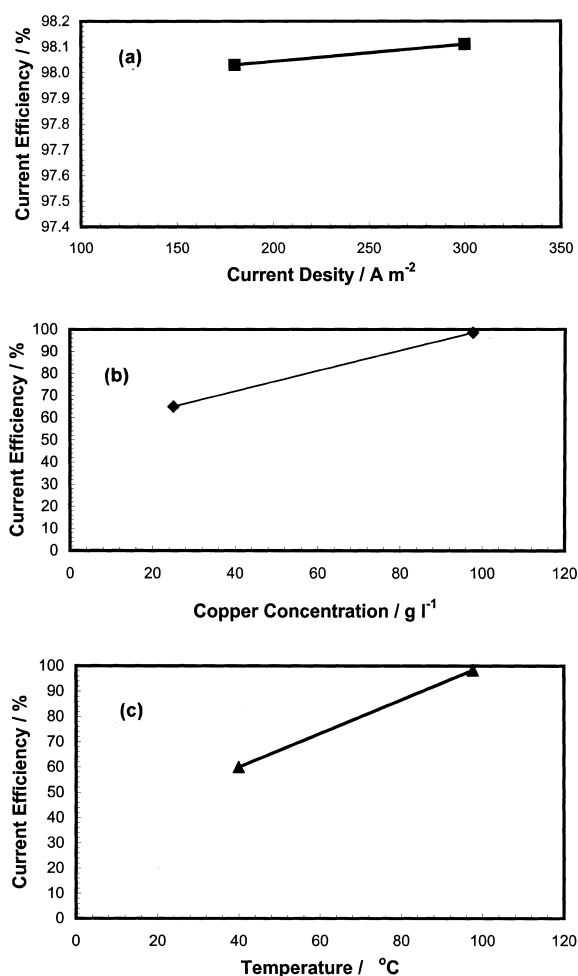 98.2
98.1
98.0
97.9
97.8
97.7
97.6
97.5
97.4
Current Efficiency / %
(a)
100 150 200 250 300 350
Current Desity / A m⁻²
100
90
80
70
60
50
40
30
20
10
0
Current Efficiency / %
(b)
0 20 40 60 80 100 120
Copper Concentration / g l⁻¹
100
90
80
70
60
50
40
30
20
10
0
Current Efficiency / %
(c)
0 20 40 60 80 100 120
Temperature / °C